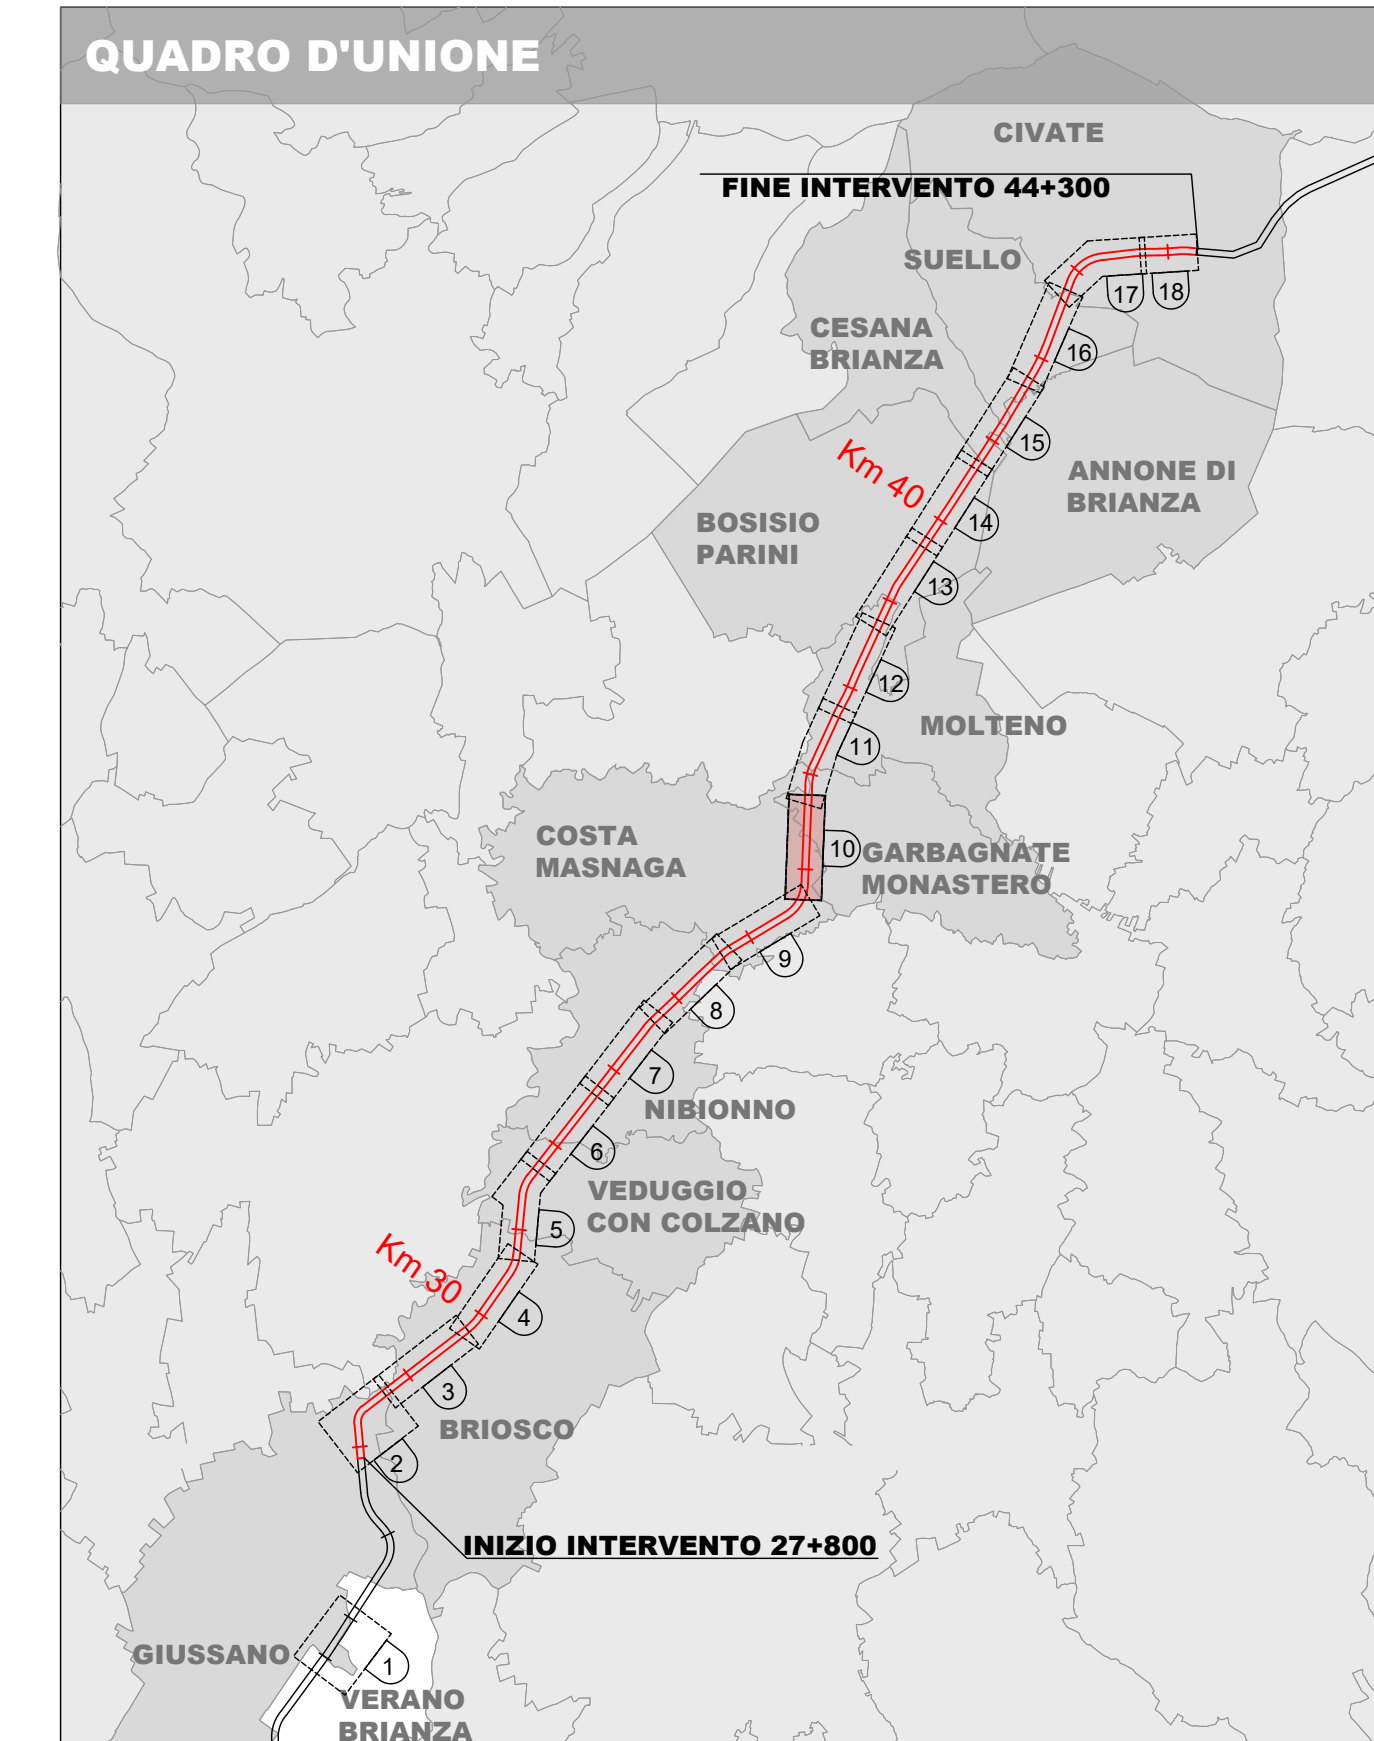 QUADRO D'UNIONE
CIVATE
FINE INTERVENTO 44+300
SUELLO
17
18
CESANA
BRIANZA
16
15
Km 40
ANNONE DI
BRIANZA
BOSISIO
PARINI
14
13
12
MOLTENO
11
COSTA
MASNAGA
10
GARBAGNATE
MONASTERO
9
8
7
NIBIONNO
6
VEDUGGIO
CON COLZANO
5
Km 30
4
3
BRIOSCO
2
INIZIO INTERVENTO 27+800
GIUSSANO
1
VERANO
BRIANZA